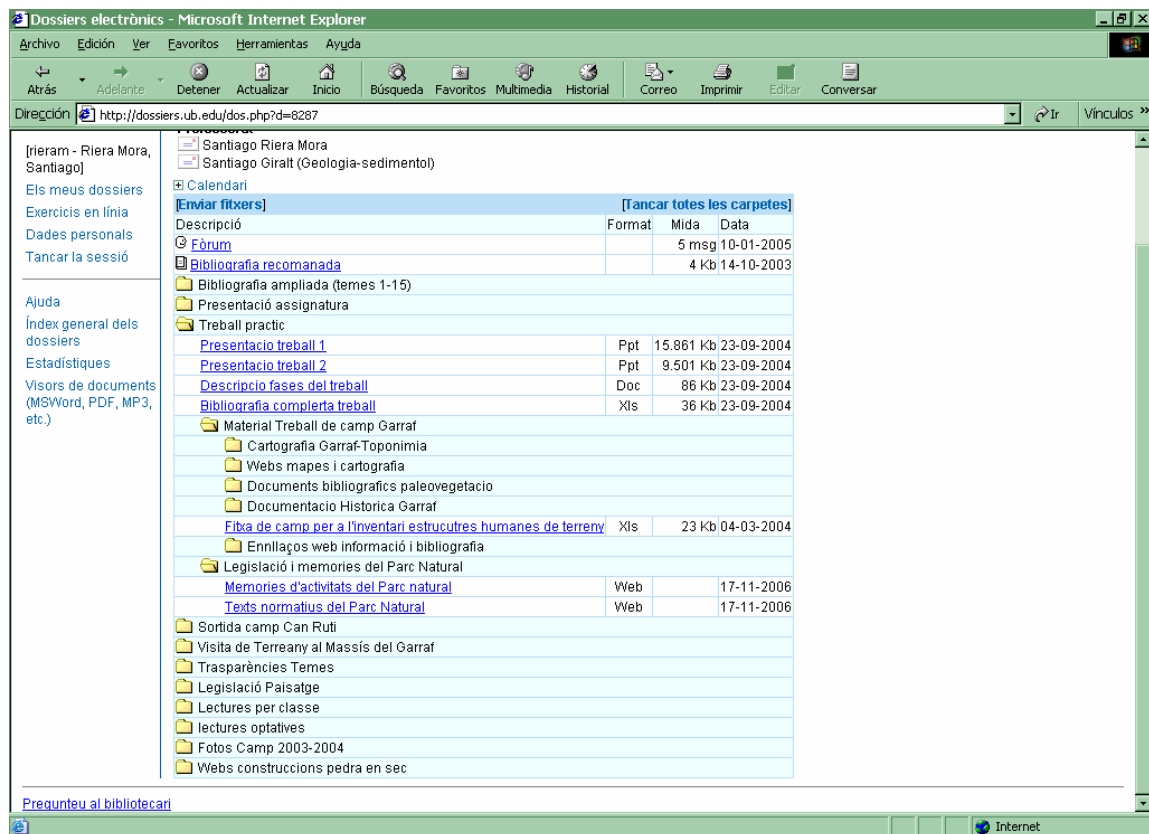 Dossiers electrònics - Microsoft Internet Explorer
Archivo Edición Ver Favoritos Herramientas Ayuda
Atrás Adelante Detener Actualizar Inicio Búsqueda Favoritos Multimedia Historial Correo Imprimir Editar Conversar
Dirección http://dossiers.ub.edu/dos.php?d=8287 Ir Vínculos »
[rieram - Riera Mora, Santiago]
Els meus dossiers
Exercicis en línia
Dades personals
Tancar la sessió
Ajuda
Índex general dels
dossiers
Estadístiques
Visors de documents
(MSWord, PDF, MP3,
etc.)
Santiago Riera Mora
Santiago Giralt (Geologia-sedimentol)
Calendari
[Enviar fitxers] [Tancar totes les carpetes]
Descripció Format Mida Data
Fòrum 5 msg 10-01-2005
Bibliografia recomanada 4 Kb 14-10-2003
Bibliografia ampliada (temes 1-15)
Presentació assignatura
Treball practic
Presentacio treball 1 Ppt 15.861 Kb 23-09-2004
Presentacio treball 2 Ppt 9.501 Kb 23-09-2004
Descripcio fases del treball Doc 86 Kb 23-09-2004
Bibliografia complerta treball Xls 36 Kb 23-09-2004
Material Treball de camp Garraf
Cartografia Garraf-Toponimia
Webs mapes i cartografia
Documents bibliografics paleovegetacio
Documentacio Historica Garraf
Fitxa de camp per a l'inventari estrucutres humanes de terreny Xls 23 Kb 04-03-2004
Ennllaços web informació i bibliografia
Legislació i memories del Parc Natural
Memories d'activitats del Parc natural Web 17-11-2006
Texts normatius del Parc Natural Web 17-11-2006
Sortida camp Can Ruti
Visita de Terreany al Massís del Garraf
Trasparències Temes
Legislació Paisatge
Lectures per classe
lectures optatives
Fotos Camp 2003-2004
Webs construccions pedra en sec
Pregunteu al bibliotecari
Internet